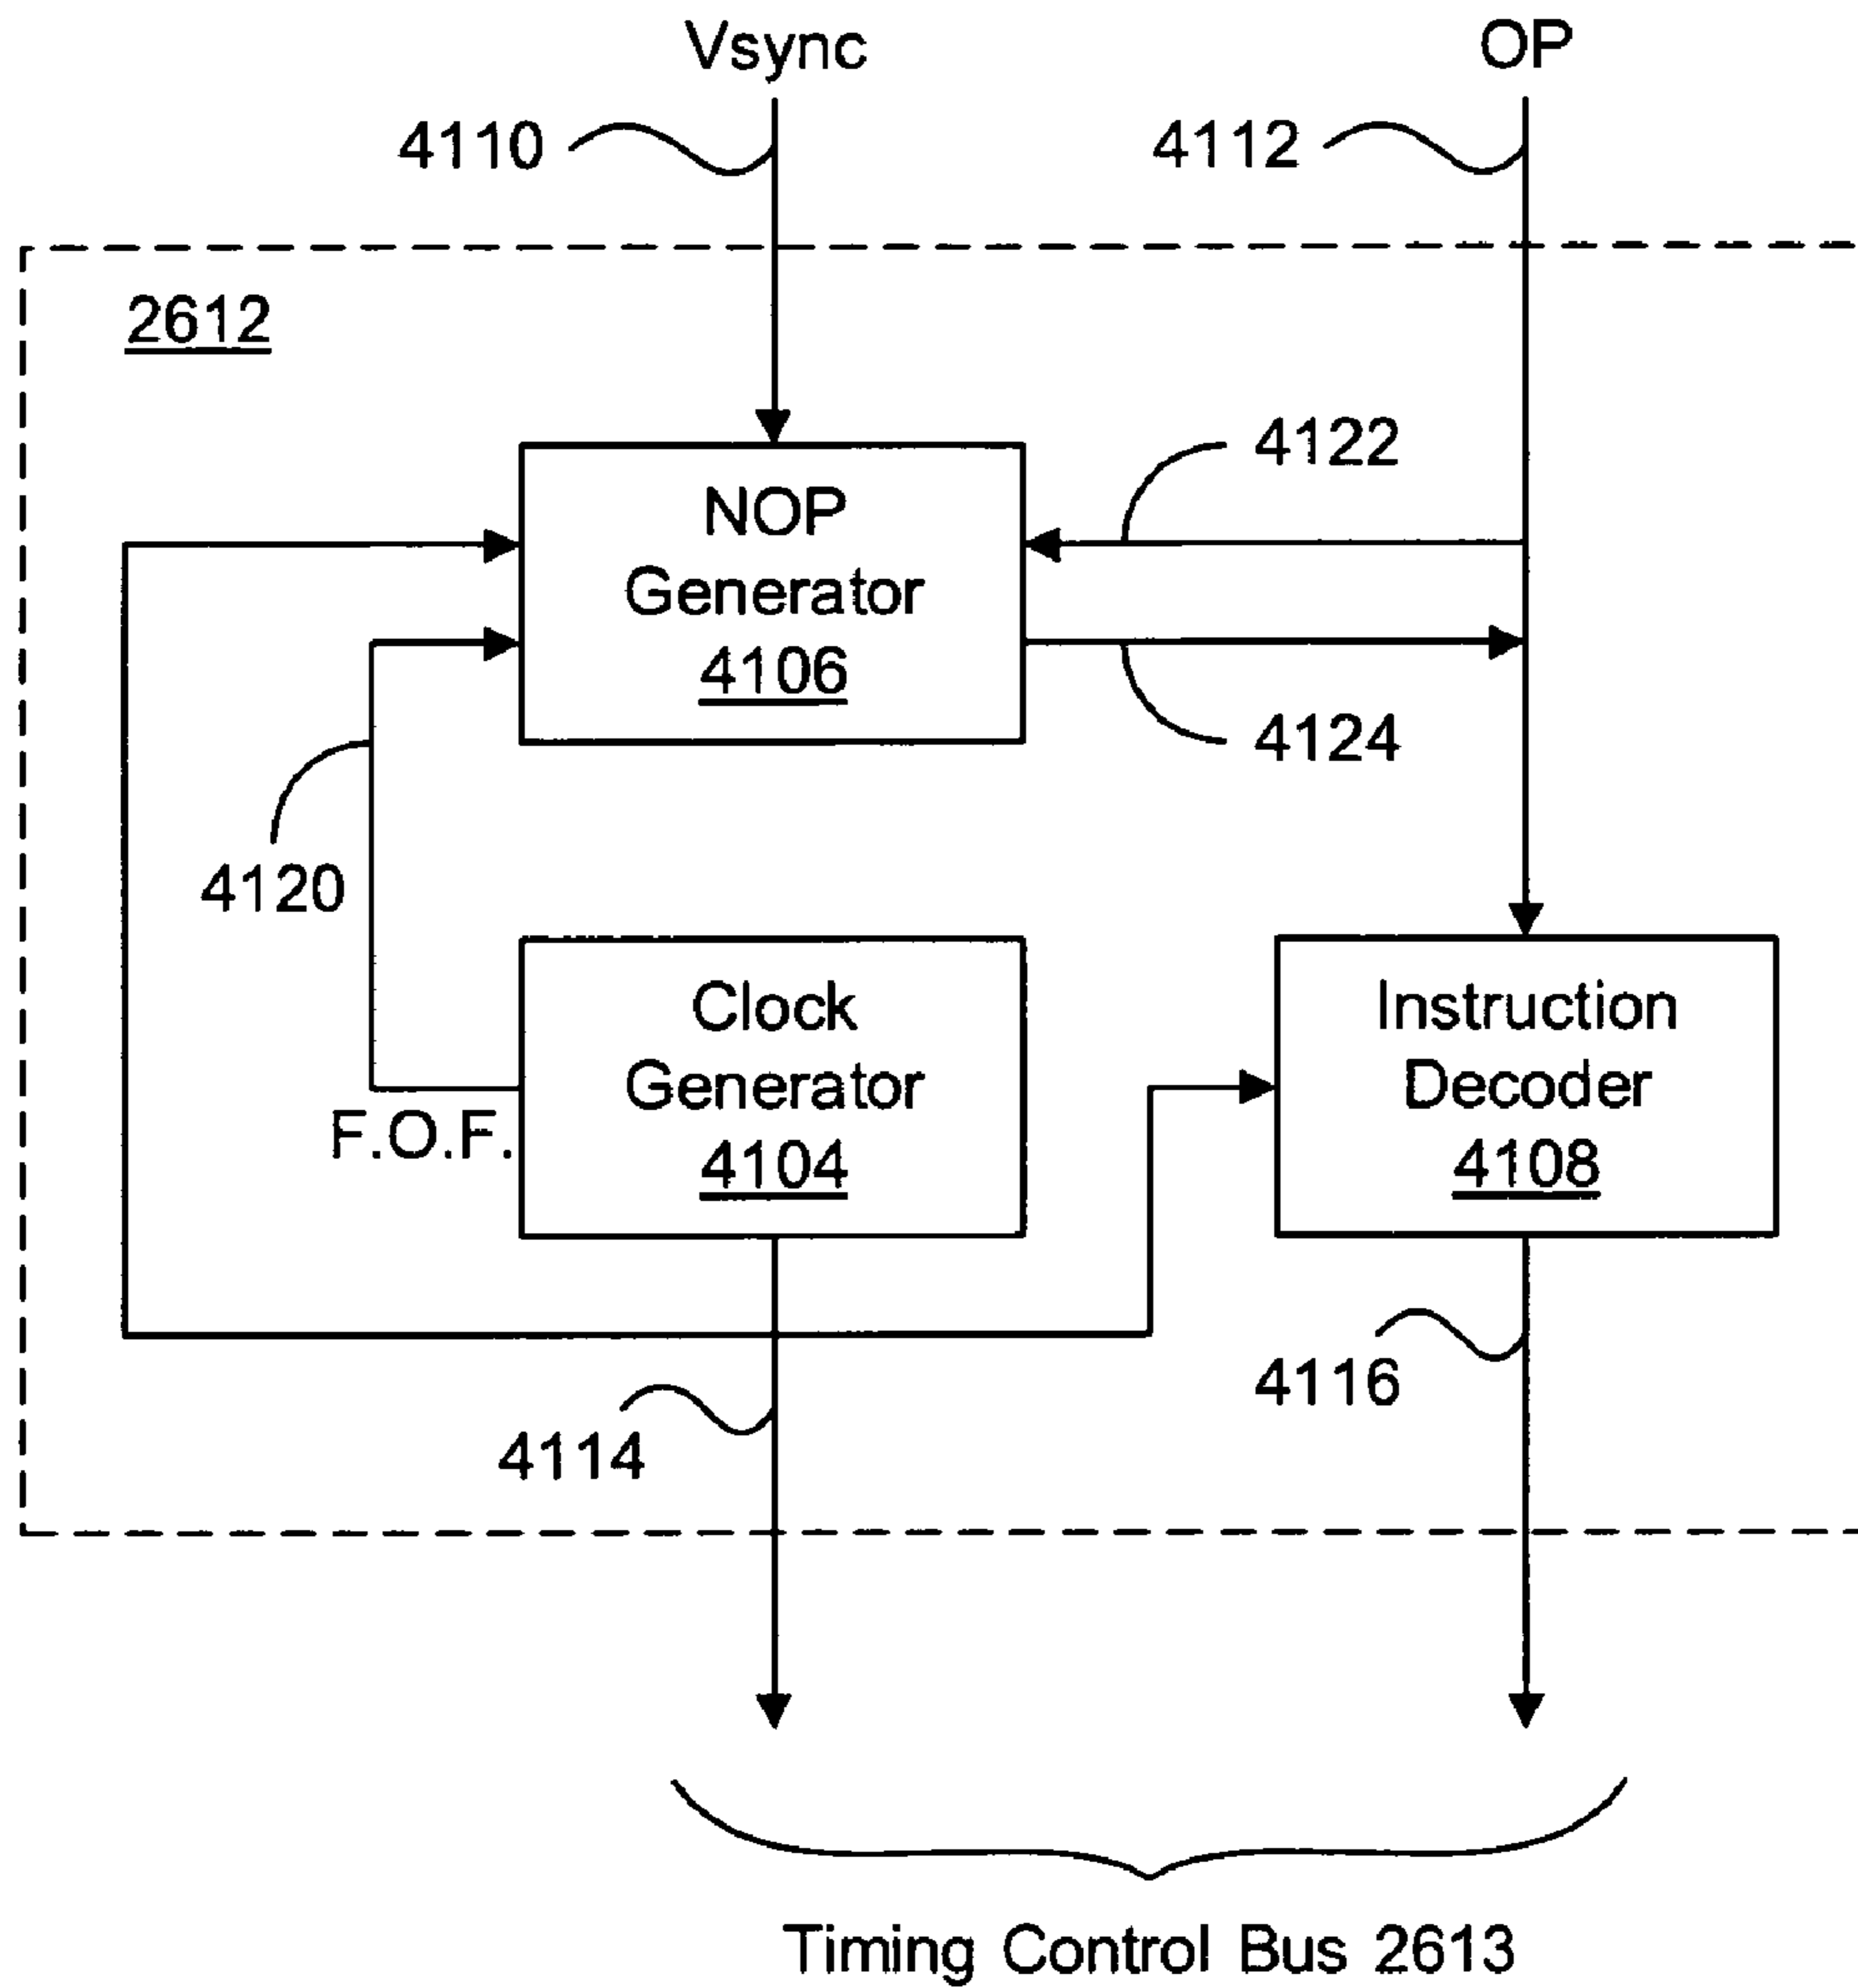 Vsync
OP
4110
4112
2612
4122
NOP
Generator
4106
4124
4120
Clock
Generator
4104
F.O.F.
Instruction
Decoder
4108
4116
4114
Timing Control Bus 2613